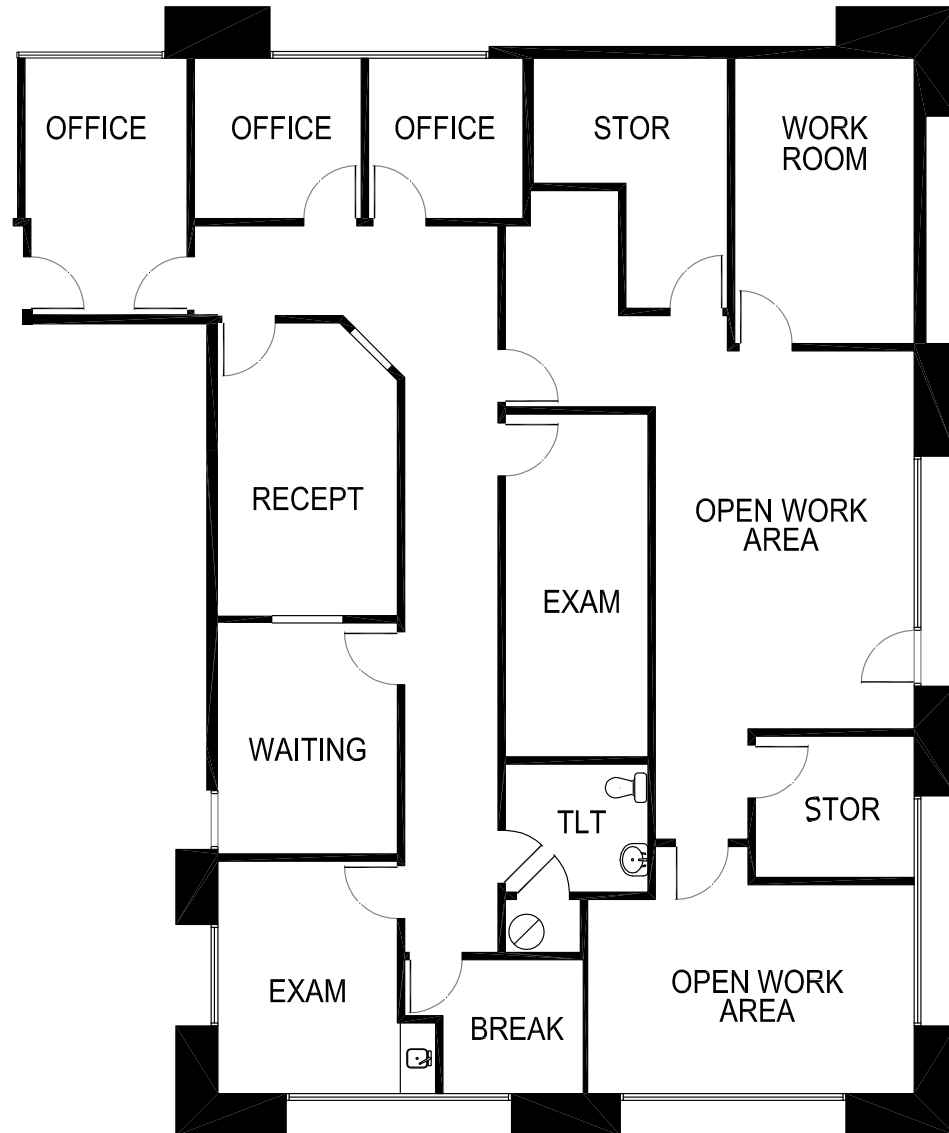 OFFICE
OFFICE
OFFICE
STOR
WORK
ROOM
RECEPT
OPEN WORK
AREA
EXAM
WAITING
TLT
STOR
EXAM
OPEN WORK
AREA
BREAK